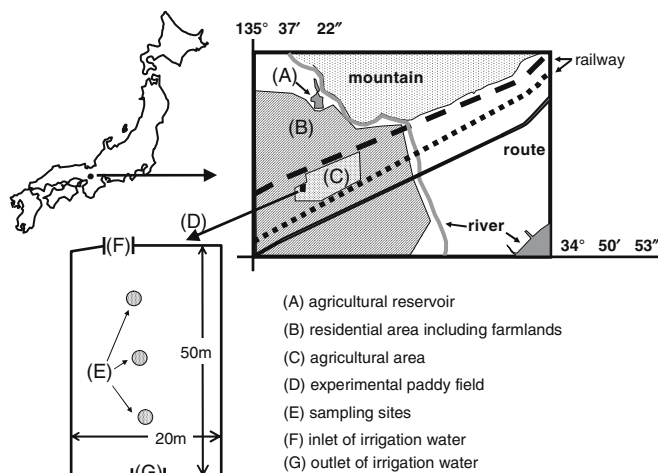 135° 37′ 22″
railway
(A)
mountain
(B)
route
(C)
(D)
river
34° 50′ 53″
(F)
(A) agricultural reservoir
(B) residential area including farmlands
50m
(C) agricultural area
(E)
(D) experimental paddy field
(E) sampling sites
20m
(F) inlet of irrigation water
(G)
(G) outlet of irrigation water